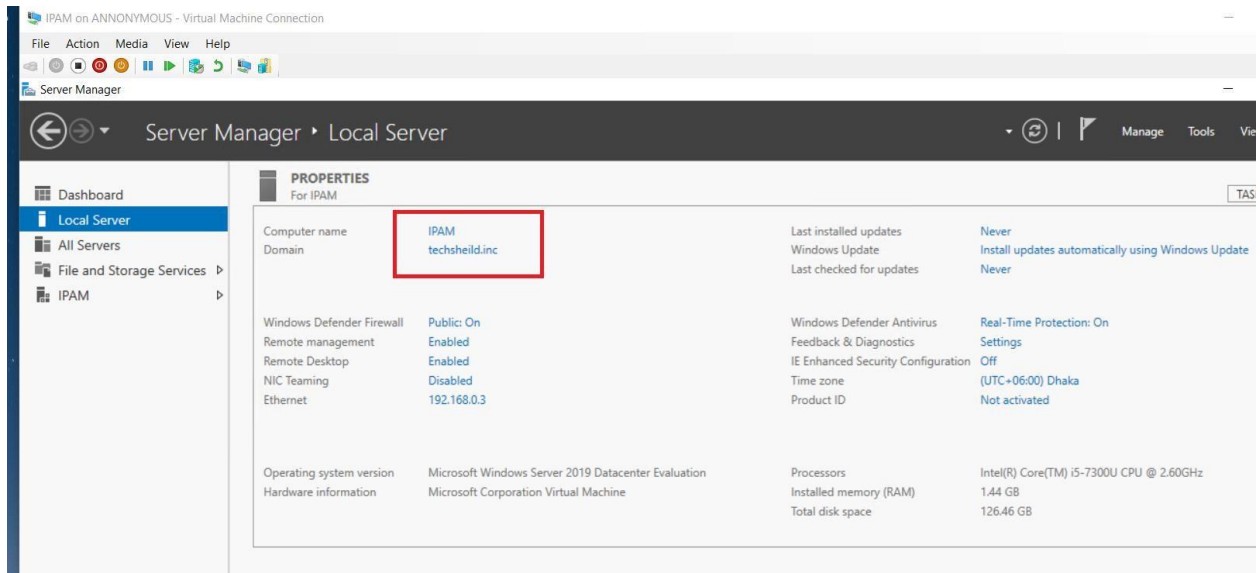 IPAM on ANNONYMOUS - Virtual Machine Connection
File Action Media View Help
Server Manager
Server Manager • Local Server
Manage Tools Vie
Dashboard
Local Server
All Servers
File and Storage Services
IPAM
PROPERTIES
For IPAM
TAS
Computer name IPAM
Domain techsheild.inc
Last installed updates Never
Windows Update Install updates automatically using Windows Update
Last checked for updates Never
Windows Defender Firewall Public: On
Remote management Enabled
Remote Desktop Enabled
NIC Teaming Disabled
Ethernet 192.168.0.3
Windows Defender Antivirus Real-Time Protection: On
Feedback & Diagnostics Settings
IE Enhanced Security Configuration Off
Time zone (UTC+06:00) Dhaka
Product ID Not activated
Operating system version Microsoft Windows Server 2019 Datacenter Evaluation
Hardware information Microsoft Corporation Virtual Machine
Processors Intel(R) Core(TM) i5-7300U CPU @ 2.60GHz
Installed memory (RAM) 1.44 GB
Total disk space 126.46 GB